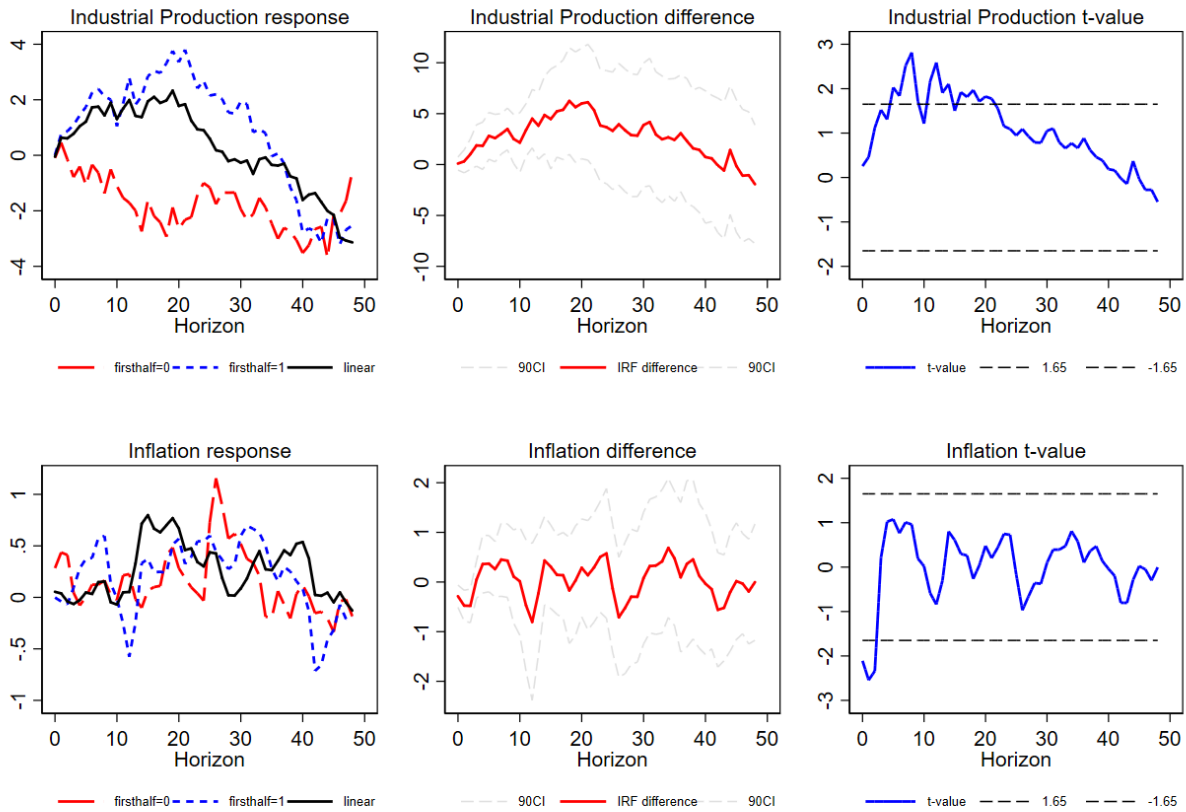 Industrial Production response
4
2
0
-2
-4
0 10 20 30 40 50
Horizon
firsthalf=0 firsthalf=1 linear
Industrial Production difference
10
5
0
-5
-10
0 10 20 30 40 50
Horizon
90CI IRF difference 90CI
Industrial Production t-value
3
2
1
0
-1
-2
0 10 20 30 40 50
Horizon
t-value 1.65 -1.65
Inflation response
1
.5
0
-.5
-1
0 10 20 30 40 50
Horizon
firsthalf=0 firsthalf=1 linear
Inflation difference
2
1
0
-1
-2
0 10 20 30 40 50
Horizon
90CI IRF difference 90CI
Inflation t-value
2
1
0
-1
-2
-3
0 10 20 30 40 50
Horizon
t-value 1.65 -1.65